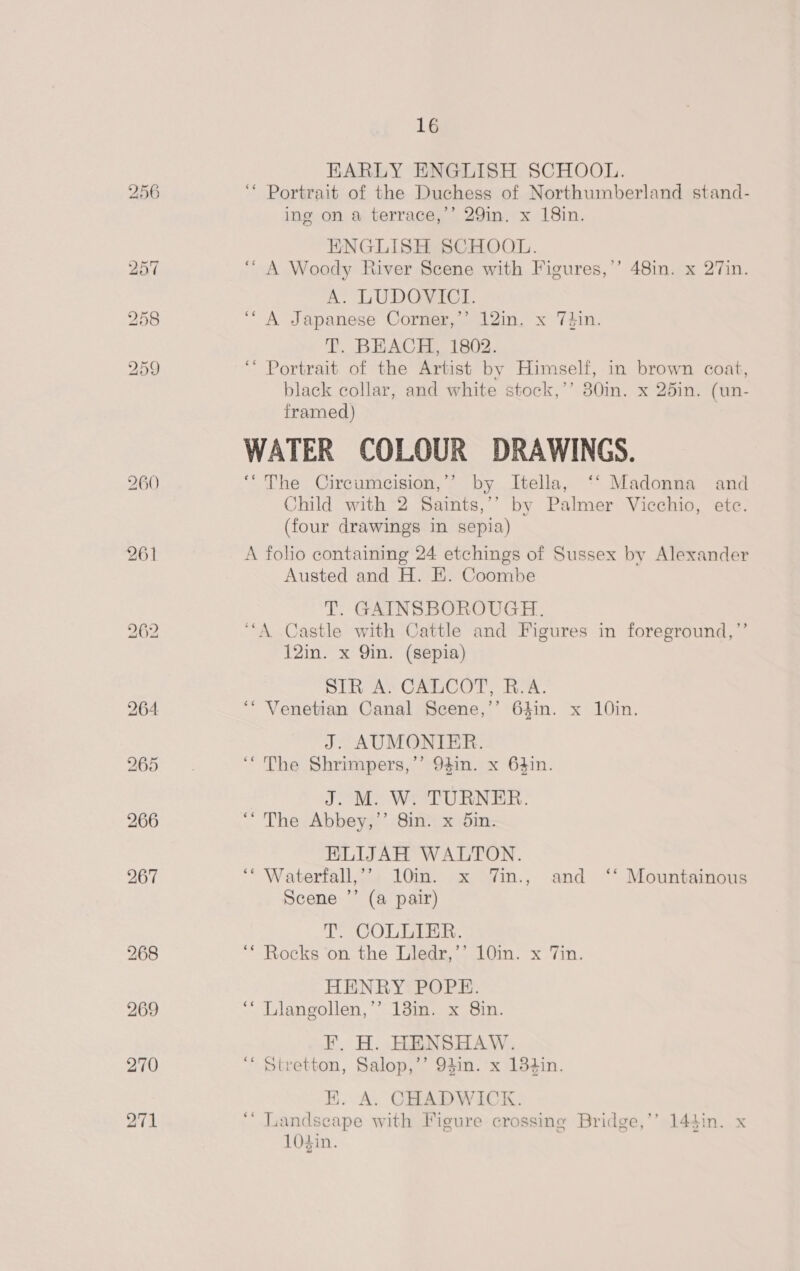 16
EARLY ENGLISH SCHOOL.
256 “ Portrait of the Duchess of Northumberland stand-
ing on a terrace,” 29in. x 18in.
ENGLISH SCHOOL.
257 “ A Woody River Scene with Figures,” 48in. x 27in.
A. LUDOVICI.
258 “ A Japanese Corner,” 12in. x 7½in.
T. BEACH, 1802.
259 “ Portrait of the Artist by Himself, in brown coat,
black collar, and white stock,” 30in. x 25in. (un-
framed)
WATER COLOUR DRAWINGS.
260 “ The Circumcision,” by Itella, “ Madonna and
Child with 2 Saints,” by Palmer Vicchio, etc.
(four drawings in sepia)
261 A folio containing 24 etchings of Sussex by Alexander
Austed and H. E. Coombe
T. GAINSBOROUGH.
262 “A Castle with Cattle and Figures in foreground,”
12in. x 9in. (sepia)
SIR A. CALCOT, R.A.
264 “ Venetian Canal Scene,” 6½in. x 10in.
J. AUMONIER.
265 “ The Shrimpers,” 9½in. x 6½in.
J. M. W. TURNER.
266 “ The Abbey,” 8in. x 5in.
ELIJAH WALTON.
267 “ Waterfall,” 10in. x 7in., and “ Mountainous
Scene ” (a pair)
T. COLLIER.
268 “ Rocks on the Lledr,” 10in. x 7in.
HENRY POPE.
269 “ Llangollen,” 13in. x 8in.
F. H. HENSHAW.
270 “ Stretton, Salop,” 9½in. x 13½in.
E. A. CHADWICK.
271 “ Landscape with Figure crossing Bridge,” 14½in. x
10½in.